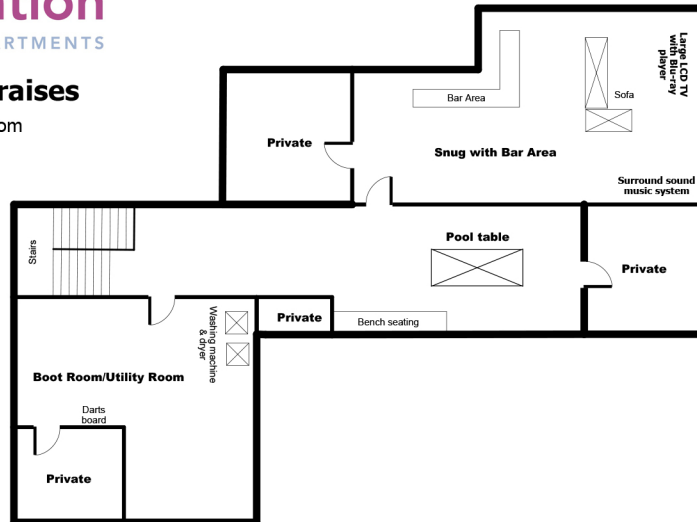 ARTMENTS
raises
om
Large LCD TV
with Blu-ray
player
Bar Area
Sofa
Private
Snug with Bar Area
Surround sound
music system
Stairs
Pool table
Private
Private
Bench seating
Washing machine
& dryer
Boot Room/Utility Room
Darts
board
Private